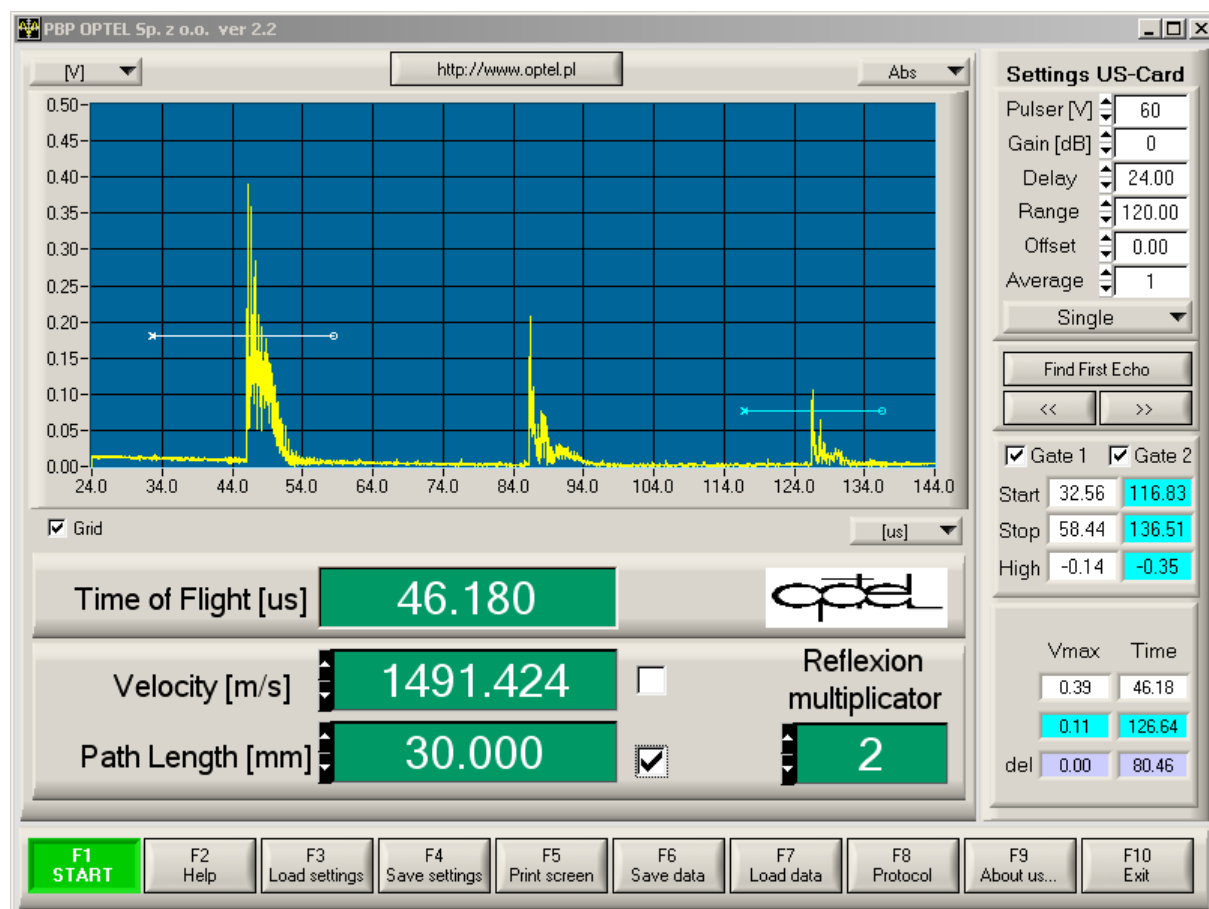 PBP OPTEL Sp. z o.o. ver 2.2
[V]
http://www.optel.pl
Abs
0.50
0.45
0.40
0.35
0.30
0.25
0.20
0.15
0.10
0.05
0.00
24.0 34.0 44.0 54.0 64.0 74.0 84.0 94.0 104.0 114.0 124.0 134.0 144.0
Grid
[us]
Time of Flight [us] 46.180
optel
Velocity [m/s] 1491.424
Path Length [mm] 30.000
Reflexion
multiplicator
2
Settings US-Card
Pulser [V] 60
Gain [dB] 0
Delay 24.00
Range 120.00
Offset 0.00
Average 1
Single
Find First Echo
<< >>
Gate 1 Gate 2
Start 32.56 116.83
Stop 58.44 136.51
High -0.14 -0.35
Vmax Time
0.39 46.18
0.11 126.64
del 0.00 80.46
F1 F2 F3 F4 F5 F6 F7 F8 F9 F10
START Help Load settings Save settings Print screen Save data Load data Protocol About us... Exit